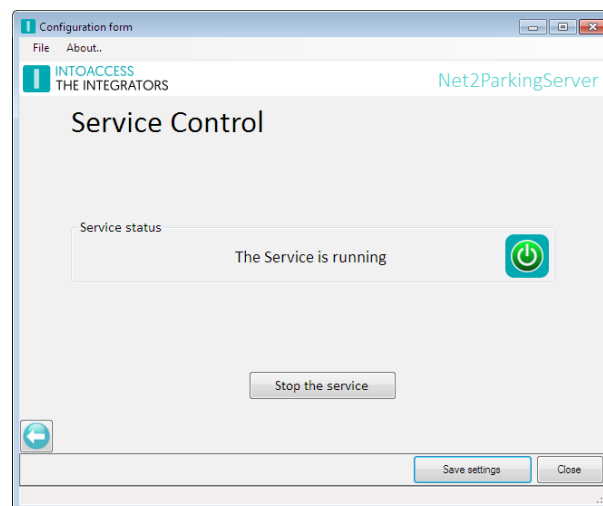 Configuration form
File About..
INTOACCESS
THE INTEGRATORS
Net2ParkingServer
Service Control
Service status
The Service is running
Stop the service
Save settings
Close